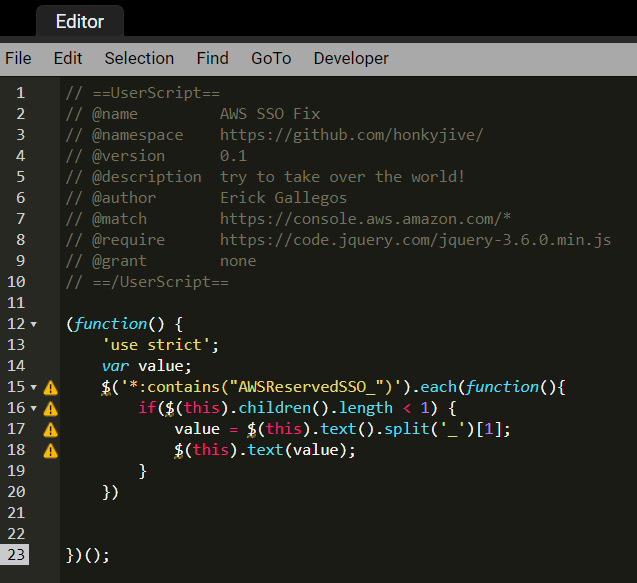 Editor
File Edit Selection Find GoTo Developer
1 // ==UserScript==
2 // @name         AWS SSO Fix
3 // @namespace    https://github.com/honkyjive/
4 // @version      0.1
5 // @description  try to take over the world!
6 // @author       Erick Gallegos
7 // @match        https://console.aws.amazon.com/*
8 // @require      https://code.jquery.com/jquery-3.6.0.min.js
9 // @grant        none
10 // ==/UserScript==
11
12 (function() {
13     'use strict';
14     var value;
15     $('*:contains("AWSReservedSSO_")').each(function(){
16         if($(this).children().length < 1) {
17             value = $(this).text().split('_')[1];
18             $(this).text(value);
19         }
20     })
21
22
23 })();